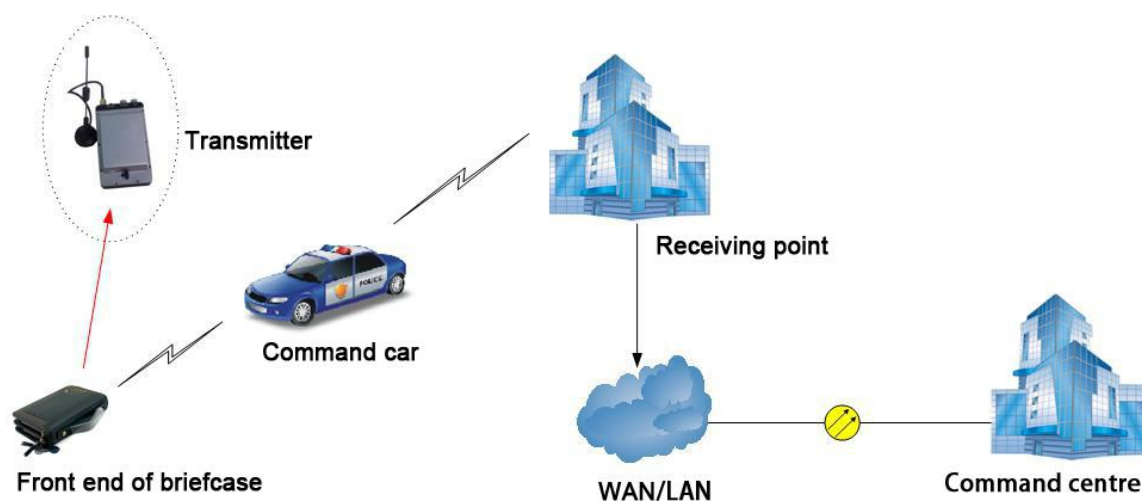 Transmitter
Receiving point
POLICE
Command car
Front end of briefcase
WAN/LAN
Command centre